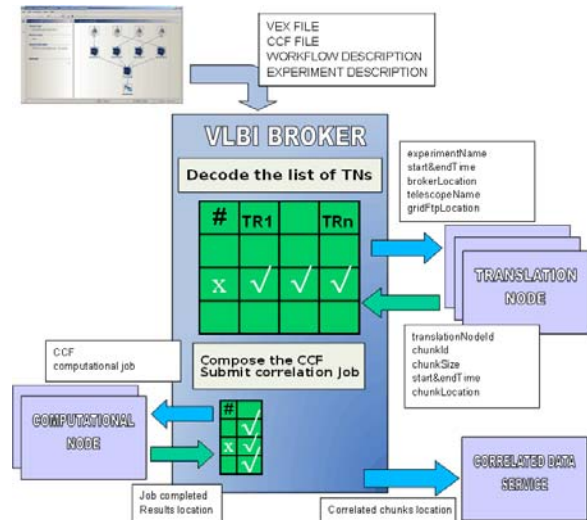 VEX FILE
CCF FILE
WORKFLOW DESCRIPTION
EXPERIMENT DESCRIPTION
VLBI BROKER
Decode the list of TNs
# TR1 TRn
x √ √ √
experimentName
start&endTime
brokerLocation
telescopeName
gridFtpLocation
TRANSLATION
NODE
translationNodeId
chunkId
chunkSize
start&endTime
chunkLocation
Compose the CCF
Submit correlation Job
CCF
computational job
COMPUTATIONAL
NODE
#
√
x √
√
Job completed
Results location
Correlated chunks location
CORRELATED DATA
SERVICE